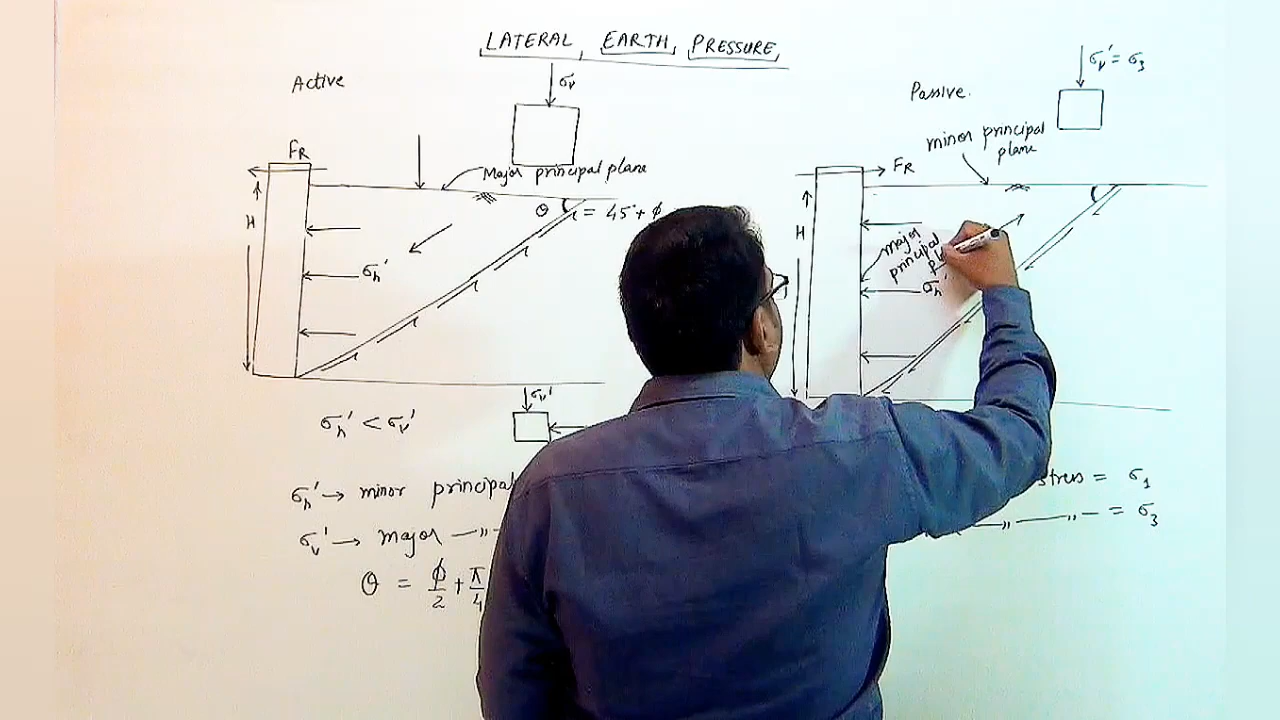 LATERAL EARTH PRESSURE
Active
σv
FR
Major principal plane
θ = 45° + ϕ
H
σh'
σv'
σh' < σv'
σh' → minor principal
σv' → major —〃—
θ = ϕ/2 + π/4
Passive.
σv' = σ3
minor principal
plane
FR
H
major
principal
σh'
stress = σ1
—〃— 〃— = σ3